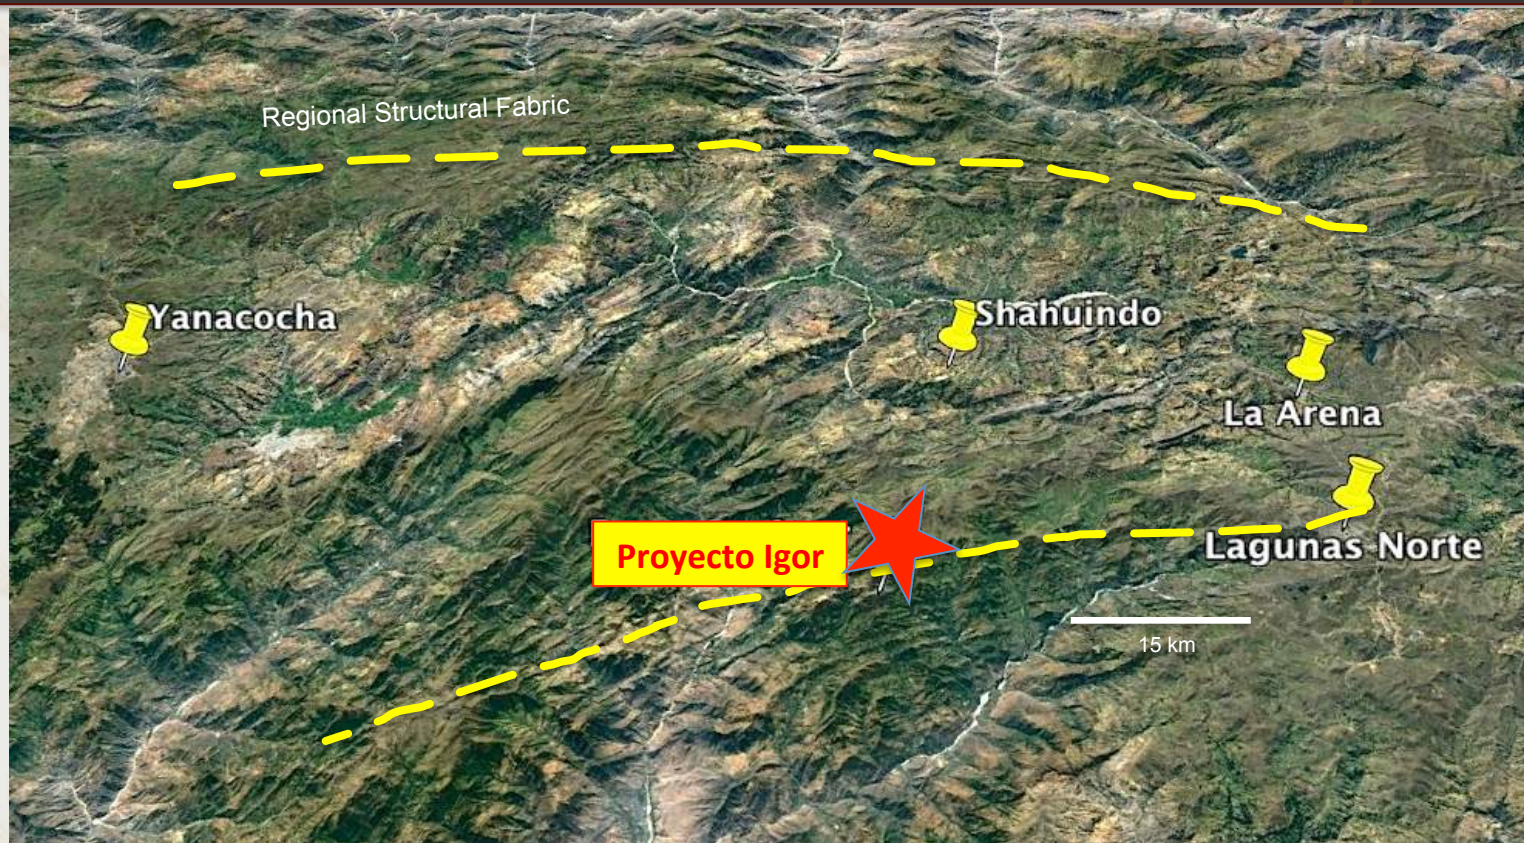 Regional Structural Fabric
Yanacocha
Shahuindo
La Arena
Lagunas Norte
Proyecto Igor
15 km